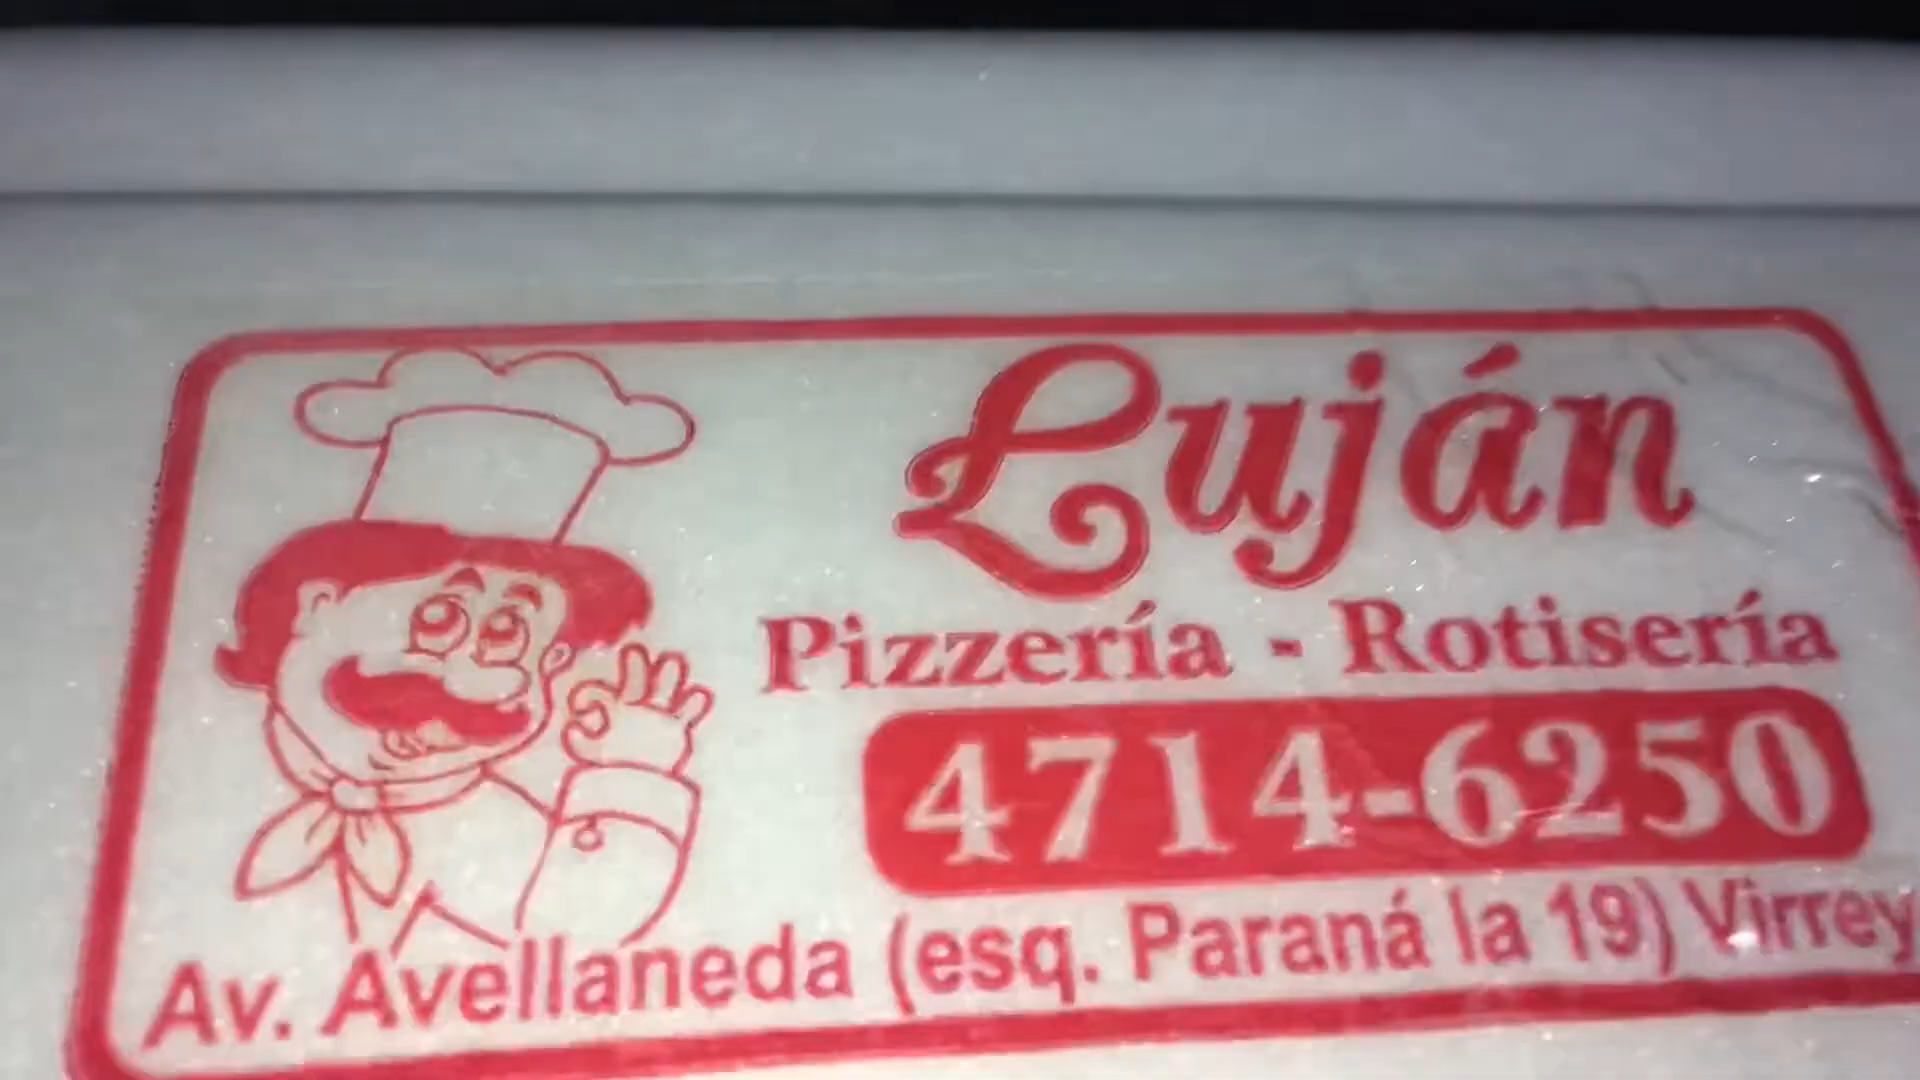 Luján
Pizzería - Rotisería
4714-6250
Av. Avellaneda (esq. Paraná la 19) Virrey